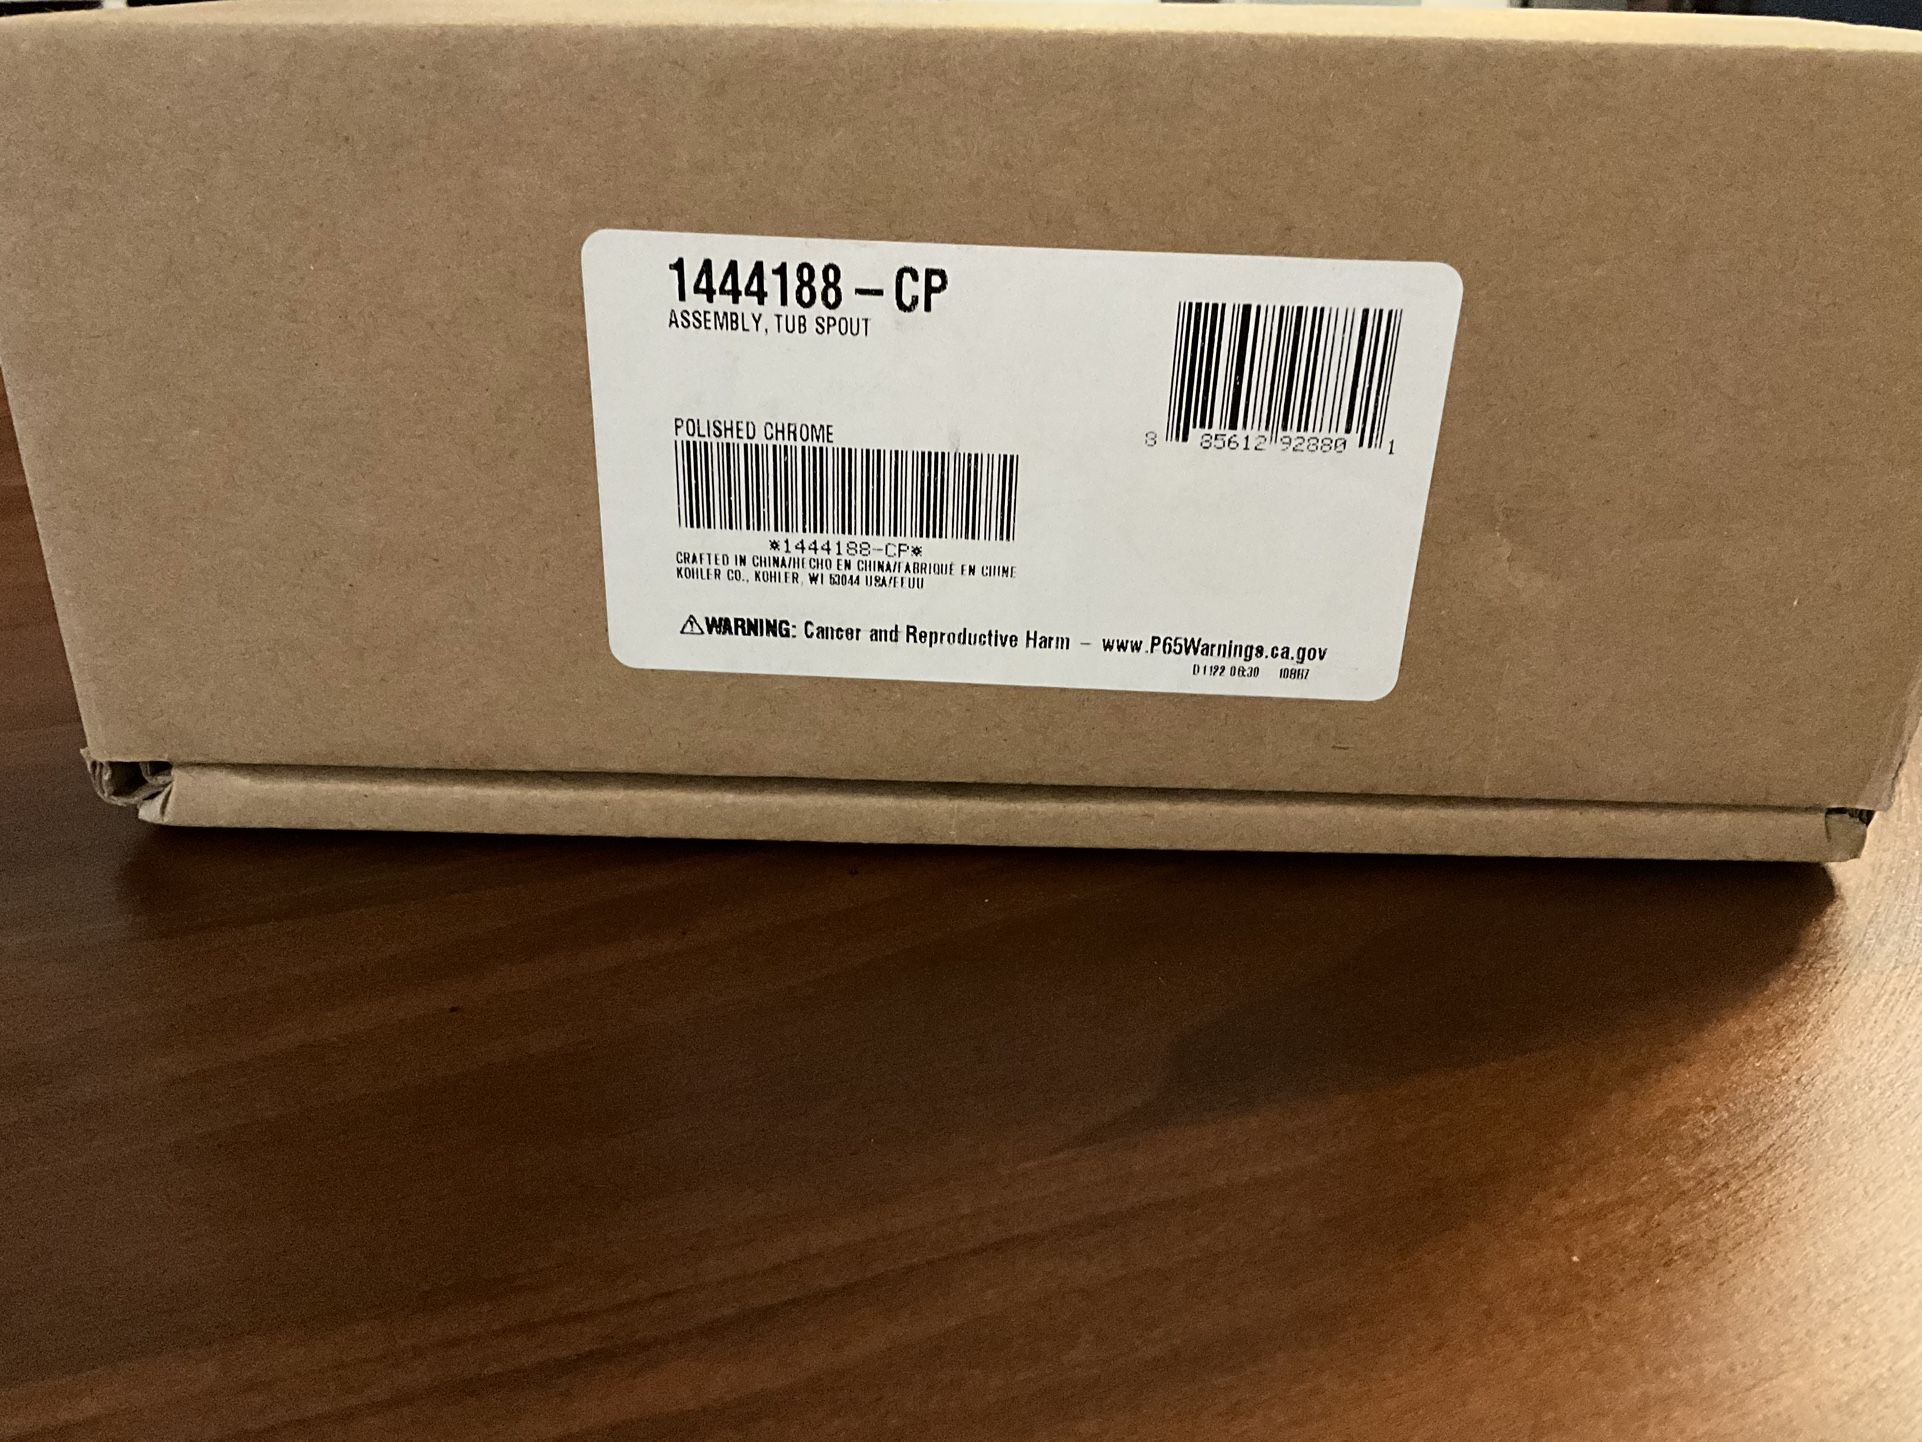 1444188-CP
ASSEMBLY, TUB SPOUT
8 85612 92880 1
POLISHED CHROME
*1444188-CP*
CRAFTED IN CHINA/HECHO EN CHINA/FABRIQUÉ EN CHINE
KOHLER CO., KOHLER, WI 53044 USA/EEUU
⚠WARNING: Cancer and Reproductive Harm - www.P65Warnings.ca.gov